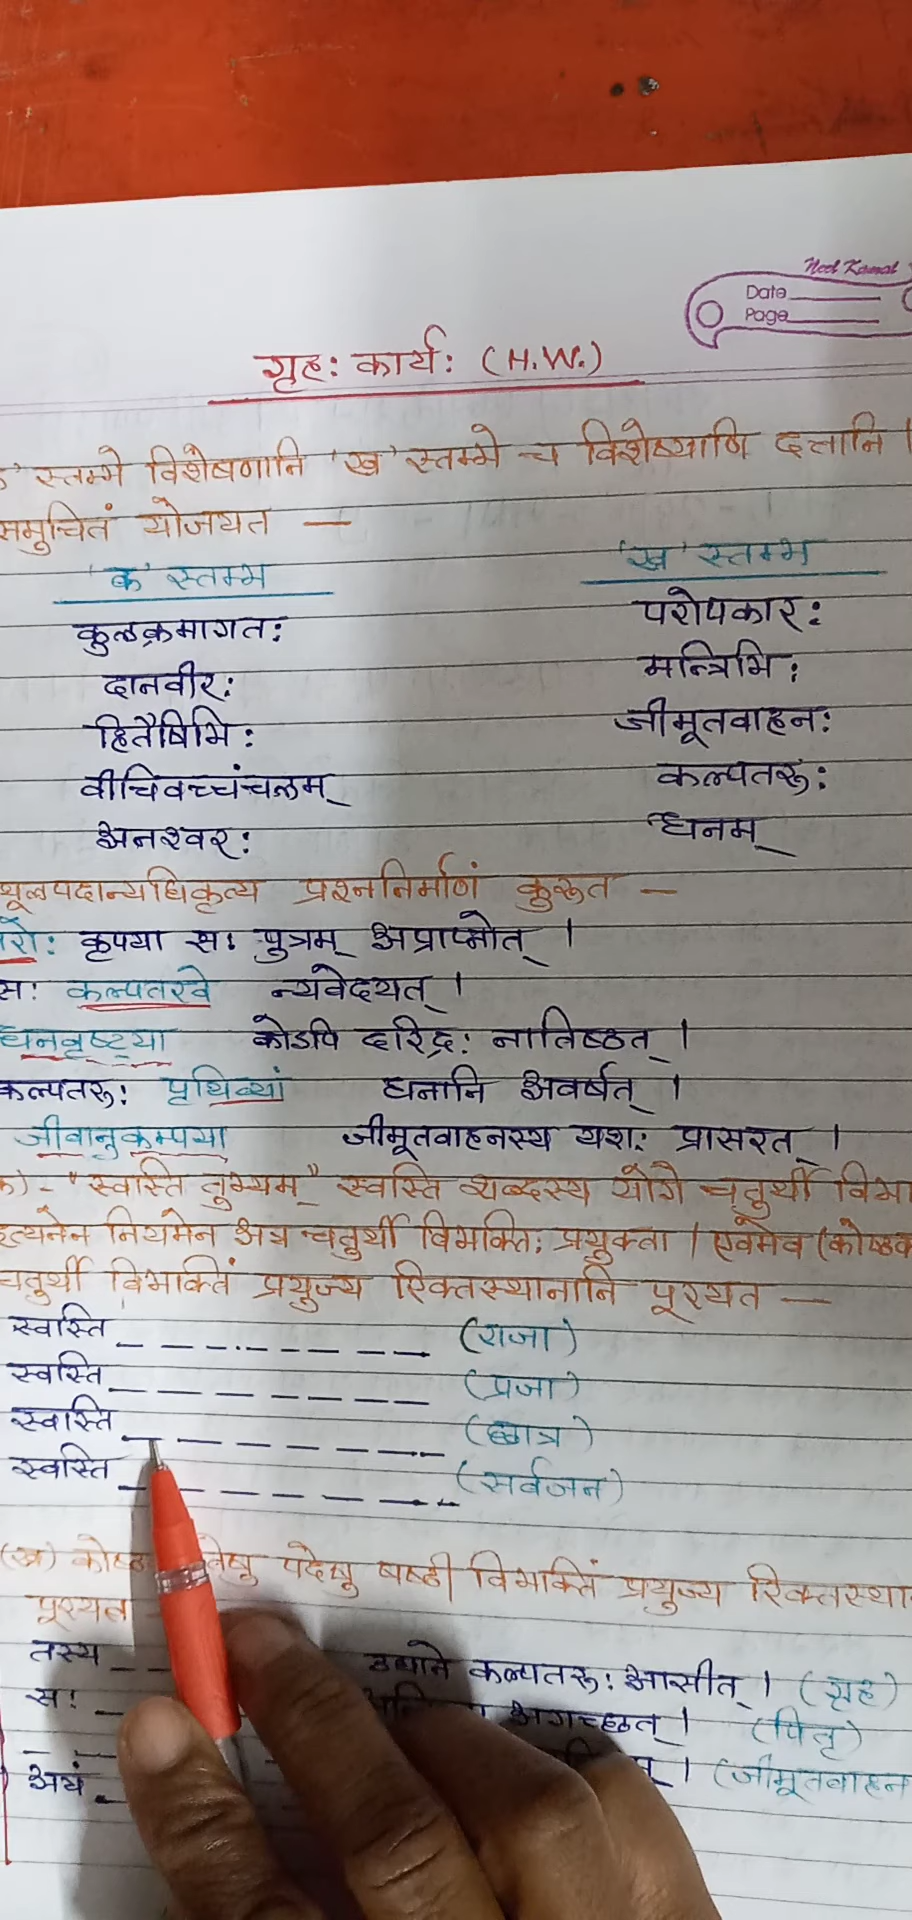 Neel Kamal
Date
Page
गृह: कार्य: (H.W.)
स्तम्भे विशेषणानि 'ख' स्तम्भे च विशेष्याणि दत्तानि ।
समुचितं योजयत —
'क' स्तम्भ 'ख' स्तम्भ
कुलक्रमागत: परोपकार:
दानवीर: मन्त्रिभि:
हितैषिभि: जीमूतवाहन:
वीचिवच्चंचलम् कल्पतरू:
अनश्वर: धनम्
थूलपदान्यधिकृत्य प्रश्ननिर्माणं कुरूत —
रो: कृपया स: पुत्रम् अप्राप्नोत् ।
स: कल्पतरवे न्यवेदयत् ।
धनवृष्ट्या कोऽपि दरिद्र: नातिष्ठत् ।
कल्पतरू: पृथिव्यां धनानि अवर्षत् ।
जीवानुकम्पया जीमूतवाहनस्य यश: प्रासरत् ।
क) - "स्वस्ति तुभ्यम्" स्वस्ति शब्दस्य योगे चतुर्थी विभ
इत्यनेन नियमेन अत्र चतुर्थी विभक्ति: प्रयुक्ता । एवमेव (कोष्ठक
चतुर्थी विभक्तिं प्रयुज्य रिक्तस्थानानि पूरयत —
स्वस्ति _ _ _ _ _ _ _ (राजा)
स्वस्ति _ _ _ _ _ _ (प्रजा)
स्वस्ति _ _ _ _ _ _ (छात्र)
स्वस्ति _ _ _ _ _ _ (सर्वजन)
(ख) पदेषु षष्ठी विभक्तिं प्रयुज्य रिक्तस्था
पूरयत
तस्य _ _ उद्याने कल्पतरू: आसीत् । (गृह)
स: _ अगच्छत् । (पितृ)
_ _ । (जीमूतवाहन
अयं _